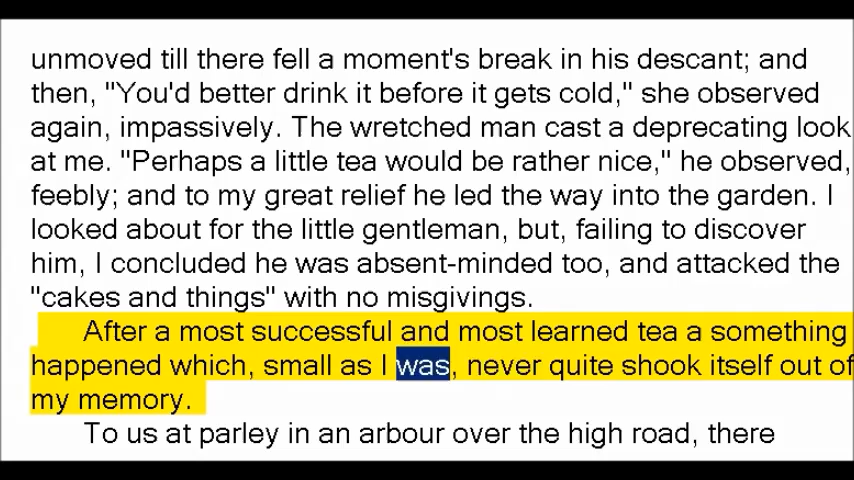 unmoved till there fell a moment's break in his descant; and
then, "You'd better drink it before it gets cold," she observed
again, impassively. The wretched man cast a deprecating look
at me. "Perhaps a little tea would be rather nice," he observed,
feebly; and to my great relief he led the way into the garden. I
looked about for the little gentleman, but, failing to discover
him, I concluded he was absent-minded too, and attacked the
"cakes and things" with no misgivings.
After a most successful and most learned tea a something
happened which, small as I was, never quite shook itself out of
my memory.
To us at parley in an arbour over the high road, there